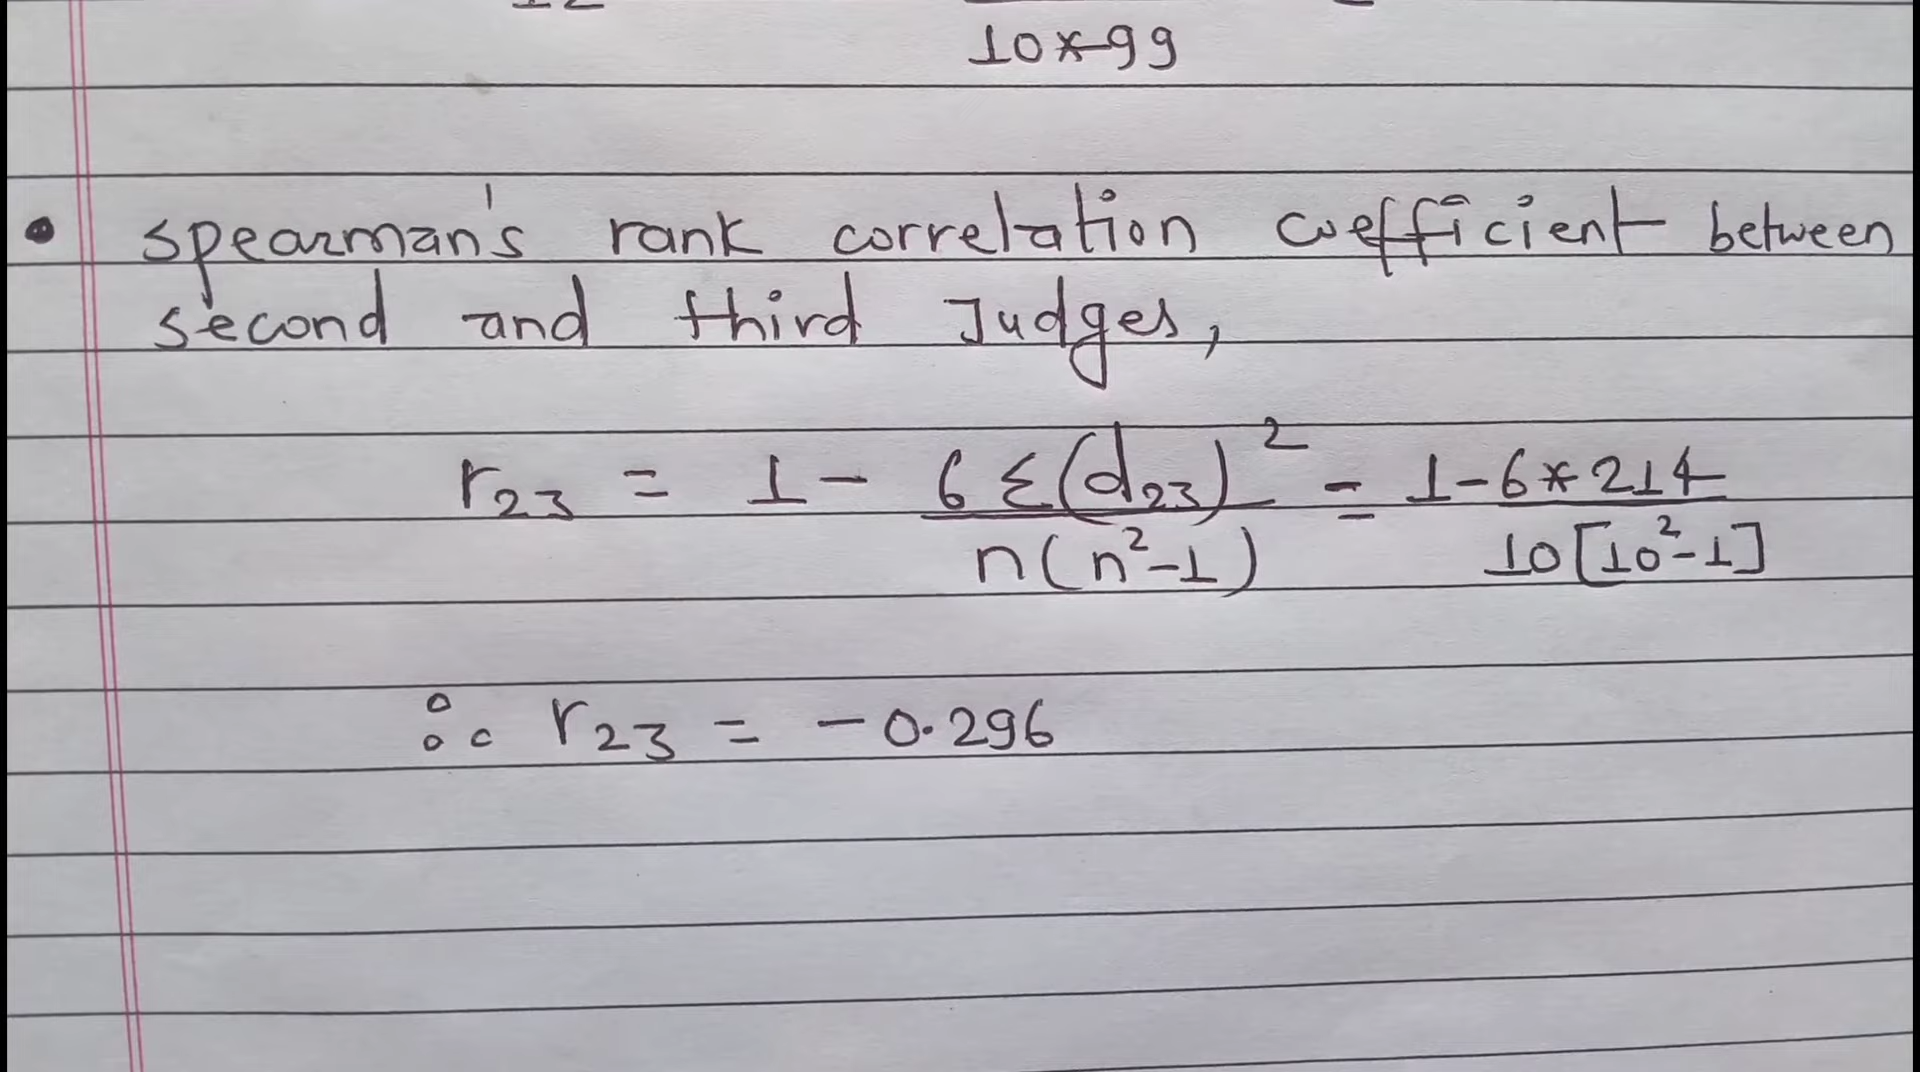 10*99
• spearman's rank correlation coefficient between
second and third Judges,
r₂₃ = 1 - 6 Σ(d₂₃)² / n(n²-1) = 1-6*214 / 10[10²-1]
∴ r₂₃ = -0.296